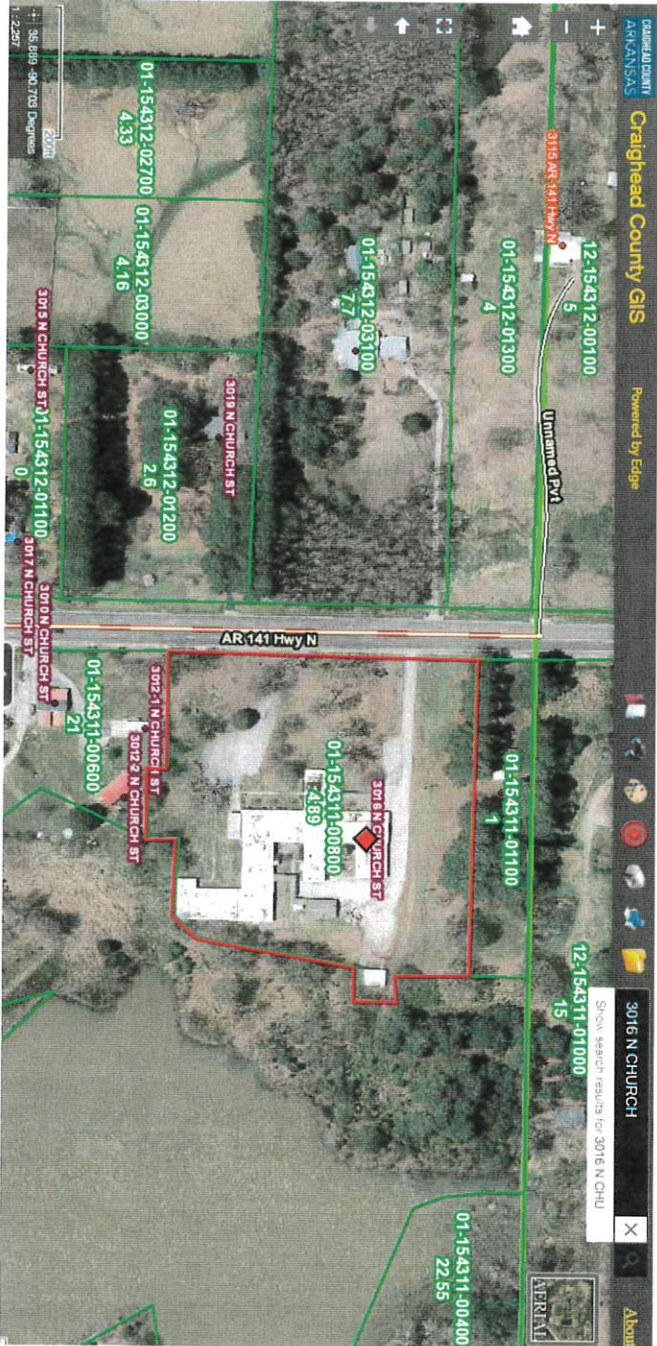 CRAIGHEAD COUNTY
ARKANSAS
Craighead County GIS
Powered by Edge
3016 N CHURCH
X
About
Show search results for 3016 N CHU
+
−
3115 AR 141 Hwy N
12-154312-00100
5
Unnamed Pvt
01-154312-01300
4
01-154312-03100
7.7
01-154312-02700
4.33
01-154312-03000
4.16
3019 N CHURCH ST
01-154312-01200
2.6
3015 N CHURCH ST
01-154312-01100
0
3017 N CHURCH ST
3010 N CHURCH ST
AR 141 Hwy N
01-154311-00600
21
3012-1 N CHURCH ST
3012-2 N CHURCH ST
3016 N CHURCH ST
01-154311-00800
4.89
01-154311-01100
1
12-154311-01000
15
01-154311-00400
22.55
AERIAL
200ft
35.889 -90.703 Degrees
1 : 2,257